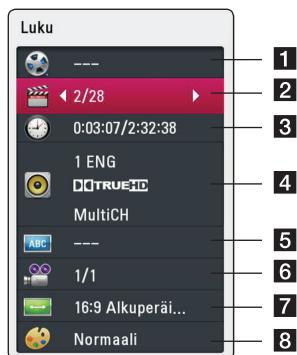 Luku
--- 1
2/28 2
0:03:07/2:32:38 3
1 ENG
TRUEHD 4
MultiCH
ABC --- 5
1/1 6
16:9 Alkuperäi... 7
Normaali 8